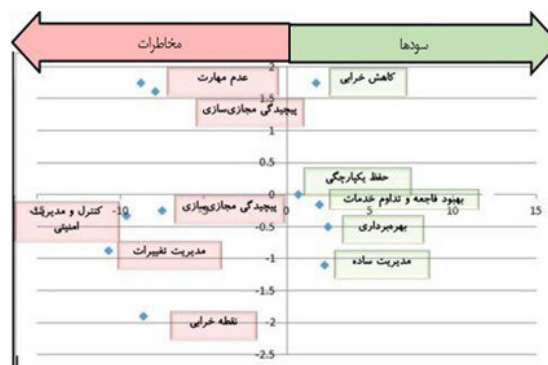 مخاطرات
سودها
2
عدم مهارت
کاهش خرابی
1.5
پیچیدگی مجازی‌سازی
1
0.5
حفظ یکپارچگی
0
-15
-10
-5
0
5
10
15
بهبود فاجعه و تداوم خدمات
پیچیدگی مجازی‌سازی
کنترل و مدیریت
امنیتی
-0.5
بهره‌برداری
مدیریت تغییرات
-1
مدیریت ساده
-1.5
نقطه خرابی
-2
-2.5